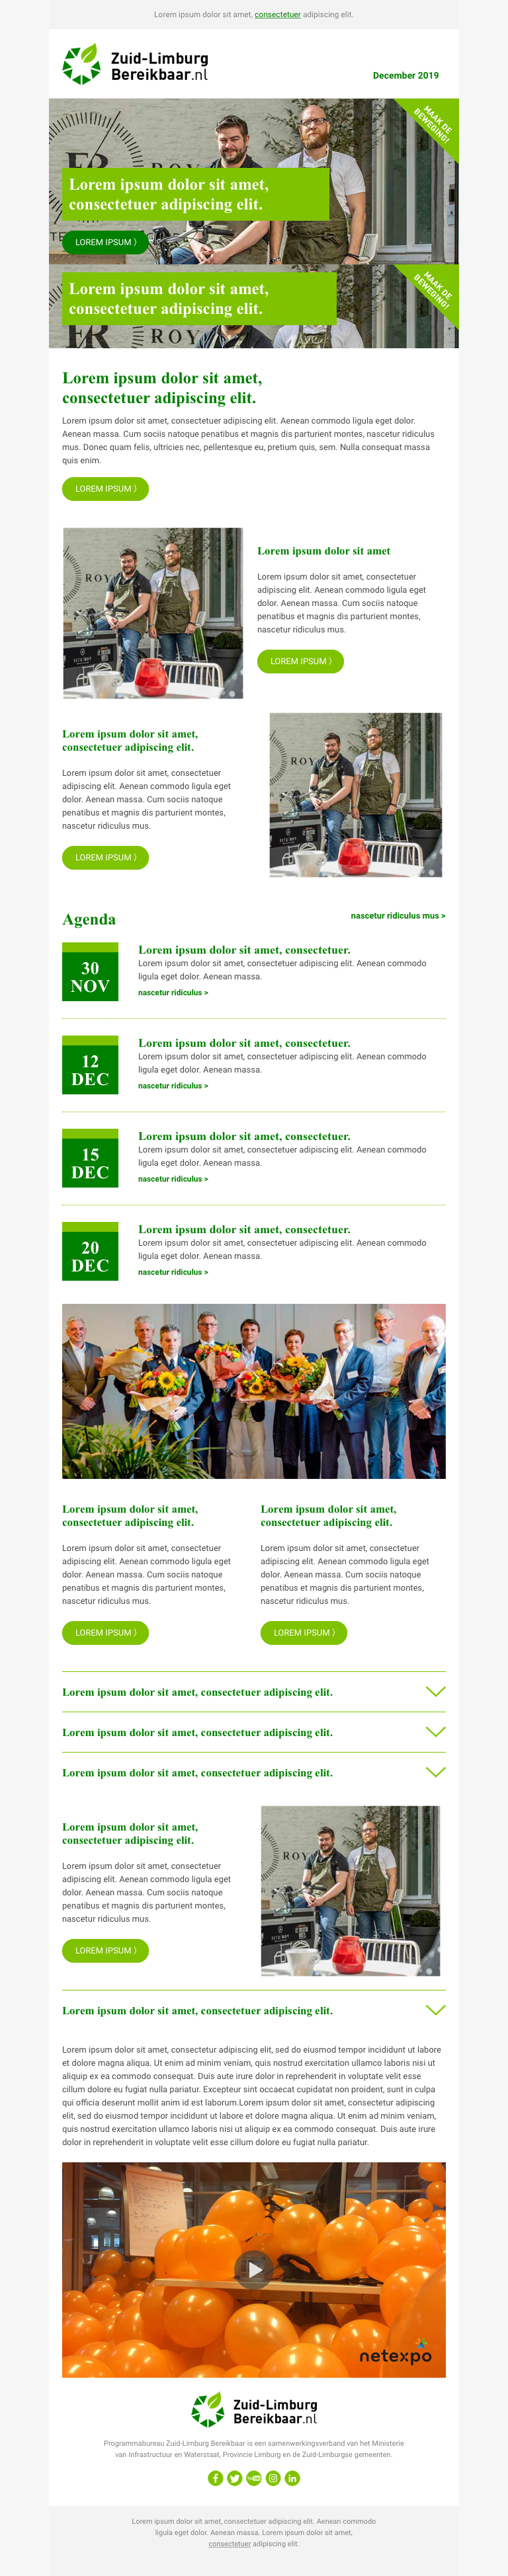 Lorem ipsum dolor sit amet, consectetuer adipiscing elit.
Zuid-Limburg
Bereikbaar.nl
December 2019
MAAK DE
BEWEGING!
Lorem ipsum dolor sit amet,
consectetuer adipiscing elit.
LOREM IPSUM 〉
MAAK DE
BEWEGING!
Lorem ipsum dolor sit amet,
consectetuer adipiscing elit.
ROY
Lorem ipsum dolor sit amet,
consectetuer adipiscing elit.
Lorem ipsum dolor sit amet, consectetuer adipiscing elit. Aenean commodo ligula eget dolor.
Aenean massa. Cum sociis natoque penatibus et magnis dis parturient montes, nascetur ridiculus
mus. Donec quam felis, ultricies nec, pellentesque eu, pretium quis, sem. Nulla consequat massa
quis enim.
LOREM IPSUM 〉
ROY
Lorem ipsum dolor sit amet
Lorem ipsum dolor sit amet, consectetuer
adipiscing elit. Aenean commodo ligula eget
dolor. Aenean massa. Cum sociis natoque
penatibus et magnis dis parturient montes,
nascetur ridiculus mus.
LOREM IPSUM 〉
Lorem ipsum dolor sit amet,
consectetuer adipiscing elit.
Lorem ipsum dolor sit amet, consectetuer
adipiscing elit. Aenean commodo ligula eget
dolor. Aenean massa. Cum sociis natoque
penatibus et magnis dis parturient montes,
nascetur ridiculus mus.
LOREM IPSUM 〉
ROY
Agenda
nascetur ridiculus mus >
30
NOV
Lorem ipsum dolor sit amet, consectetuer.
Lorem ipsum dolor sit amet, consectetuer adipiscing elit. Aenean commodo
ligula eget dolor. Aenean massa.
nascetur ridiculus >
12
DEC
Lorem ipsum dolor sit amet, consectetuer.
Lorem ipsum dolor sit amet, consectetuer adipiscing elit. Aenean commodo
ligula eget dolor. Aenean massa.
nascetur ridiculus >
15
DEC
Lorem ipsum dolor sit amet, consectetuer.
Lorem ipsum dolor sit amet, consectetuer adipiscing elit. Aenean commodo
ligula eget dolor. Aenean massa.
nascetur ridiculus >
20
DEC
Lorem ipsum dolor sit amet, consectetuer.
Lorem ipsum dolor sit amet, consectetuer adipiscing elit. Aenean commodo
ligula eget dolor. Aenean massa.
nascetur ridiculus >
Lorem ipsum dolor sit amet,
consectetuer adipiscing elit.
Lorem ipsum dolor sit amet, consectetuer
adipiscing elit. Aenean commodo ligula eget
dolor. Aenean massa. Cum sociis natoque
penatibus et magnis dis parturient montes,
nascetur ridiculus mus.
LOREM IPSUM 〉
Lorem ipsum dolor sit amet,
consectetuer adipiscing elit.
Lorem ipsum dolor sit amet, consectetuer
adipiscing elit. Aenean commodo ligula eget
dolor. Aenean massa. Cum sociis natoque
penatibus et magnis dis parturient montes,
nascetur ridiculus mus.
LOREM IPSUM 〉
Lorem ipsum dolor sit amet, consectetuer adipiscing elit.
Lorem ipsum dolor sit amet, consectetuer adipiscing elit.
Lorem ipsum dolor sit amet, consectetuer adipiscing elit.
Lorem ipsum dolor sit amet,
consectetuer adipiscing elit.
Lorem ipsum dolor sit amet, consectetuer
adipiscing elit. Aenean commodo ligula eget
dolor. Aenean massa. Cum sociis natoque
penatibus et magnis dis parturient montes,
nascetur ridiculus mus.
LOREM IPSUM 〉
ROY
Lorem ipsum dolor sit amet, consectetuer adipiscing elit.
Lorem ipsum dolor sit amet, consectetur adipiscing elit, sed do eiusmod tempor incididunt ut labore
et dolore magna aliqua. Ut enim ad minim veniam, quis nostrud exercitation ullamco laboris nisi ut
aliquip ex ea commodo consequat. Duis aute irure dolor in reprehenderit in voluptate velit esse
cillum dolore eu fugiat nulla pariatur. Excepteur sint occaecat cupidatat non proident, sunt in culpa
qui officia deserunt mollit anim id est laborum.Lorem ipsum dolor sit amet, consectetur adipiscing
elit, sed do eiusmod tempor incididunt ut labore et dolore magna aliqua. Ut enim ad minim veniam,
quis nostrud exercitation ullamco laboris nisi ut aliquip ex ea commodo consequat. Duis aute irure
dolor in reprehenderit in voluptate velit esse cillum dolore eu fugiat nulla pariatur.
netexpo
Zuid-Limburg
Bereikbaar.nl
Programmabureau Zuid-Limburg Bereikbaar is een samenwerkingsverband van het Ministerie
van Infrastructuur en Waterstaat, Provincie Limburg en de Zuid-Limburgse gemeenten.
Lorem ipsum dolor sit amet, consectetuer adipiscing elit. Aenean commodo
ligula eget dolor. Aenean massa. Lorem ipsum dolor sit amet,
consectetuer adipiscing elit.